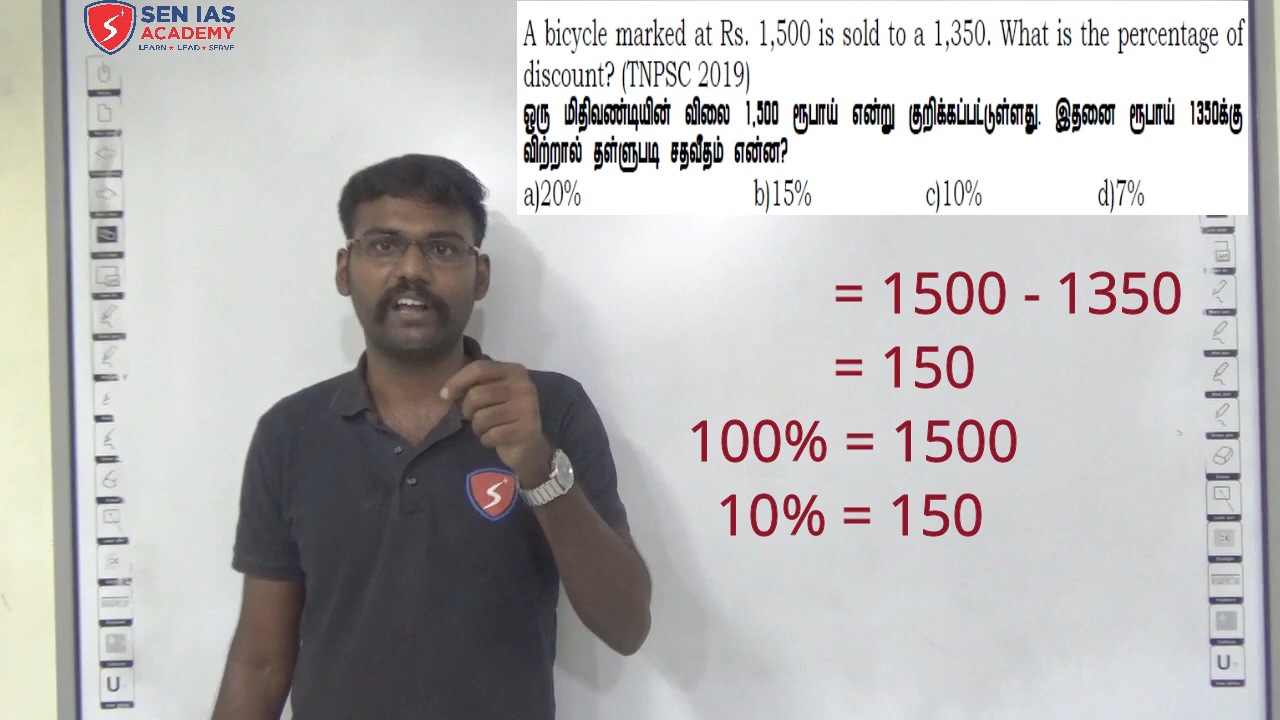 SEN IAS
ACADEMY
LEARN ★ LEAD ★ SERVE
A bicycle marked at Rs. 1,500 is sold to a 1,350. What is the percentage of
discount? (TNPSC 2019)
ஒரு மிதிவண்டியின் விலை 1,500 ரூபாய் என்று குறிக்கப்பட்டுள்ளது. இதனை ரூபாய் 1350க்கு
விற்றால் தள்ளுபடி சதவீதம் என்ன?
a)20% b)15% c)10% d)7%
= 1500 - 1350
= 150
100% = 1500
10% = 150
S
U
U